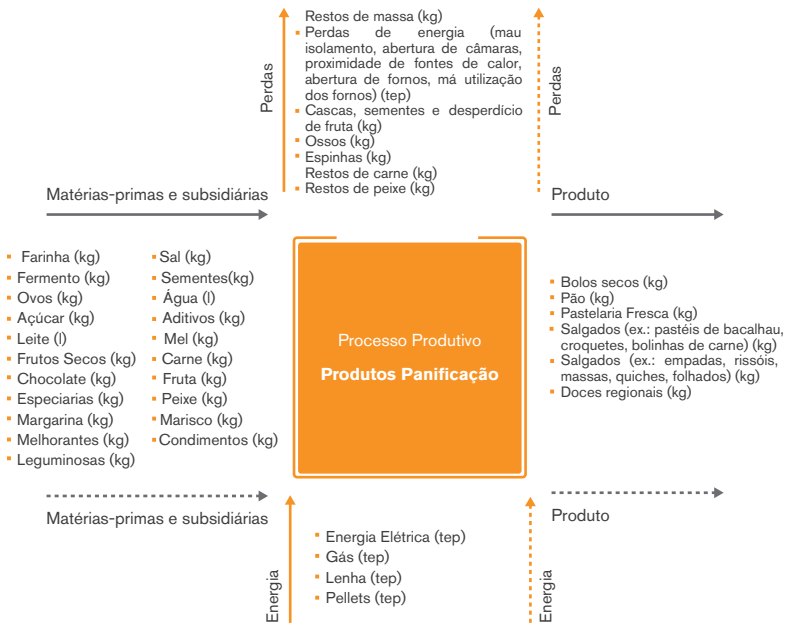 Restos de massa (kg)
Perdas de energia (mau
isolamento, abertura de câmaras,
proximidade de fontes de calor,
abertura de fornos, má utilização
dos fornos) (tep)
Cascas, sementes e desperdício
de fruta (kg)
Ossos (kg)
Espinhas (kg)
Restos de carne (kg)
Restos de peixe (kg)
Perdas
Perdas
Matérias-primas e subsidiárias
Produto
Farinha (kg)
Fermento (kg)
Ovos (kg)
Açúcar (kg)
Leite (l)
Frutos Secos (kg)
Chocolate (kg)
Especiarias (kg)
Margarina (kg)
Melhorantes (kg)
Leguminosas (kg)
Sal (kg)
Sementes(kg)
Água (l)
Aditivos (kg)
Mel (kg)
Carne (kg)
Fruta (kg)
Peixe (kg)
Marisco (kg)
Condimentos (kg)
Processo Produtivo
Produtos Panificação
Bolos secos (kg)
Pão (kg)
Pastelaria Fresca (kg)
Salgados (ex.: pastéis de bacalhau,
croquetes, bolinhas de carne) (kg)
Salgados (ex.: empadas, rissóis,
massas, quiches, folhados) (kg)
Doces regionais (kg)
Matérias-primas e subsidiárias
Produto
Energia Elétrica (tep)
Gás (tep)
Lenha (tep)
Pellets (tep)
Energia
Energia